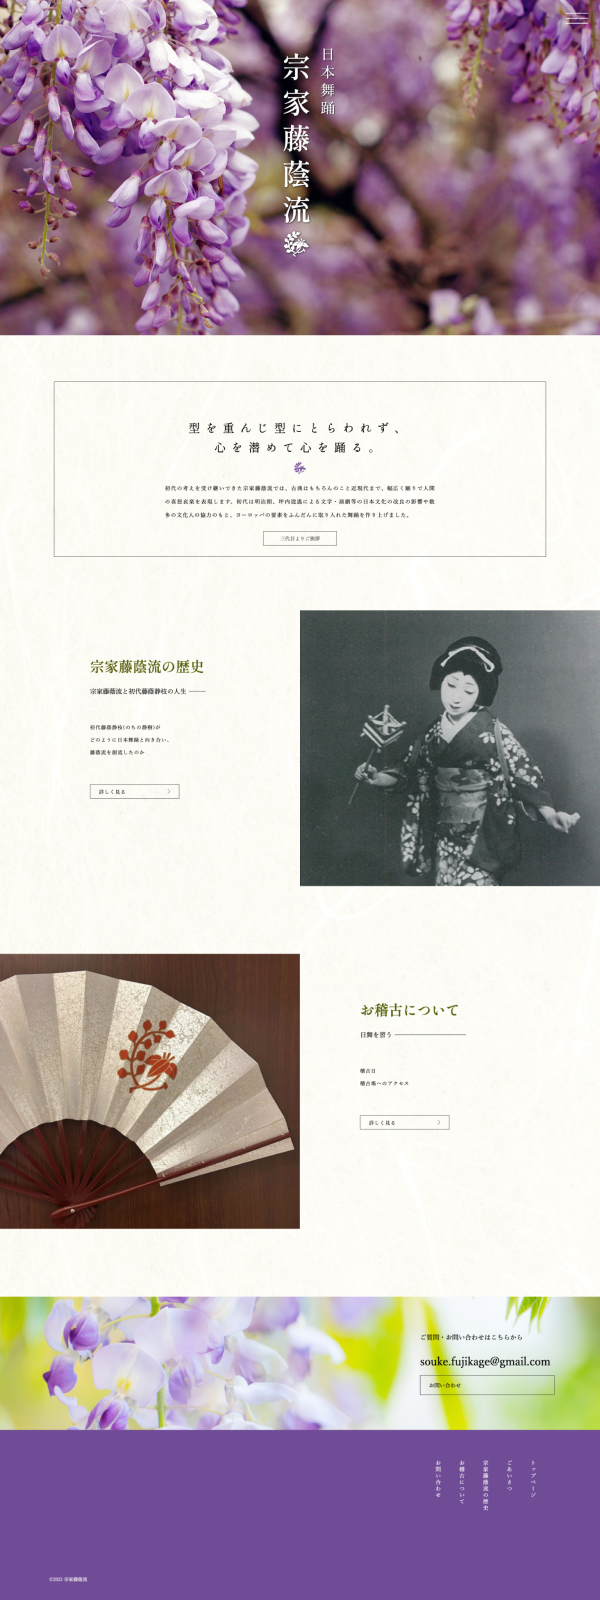 日本舞踊
宗家藤蔭流
型を重んじ型にとらわれず、
心を潜めて心を踊る。
初代の考えを受け継いできた宗家藤蔭流では、古典はもちろんのこと近現代まで、幅広く踊りで人間
の喜怒哀楽を表現します。初代は明治期、坪内逍遙による文学・演劇等の日本文化の改良の影響や数
多の文化人の協力のもと、ヨーロッパの要素をふんだんに取り入れた舞踊を作り上げました。
三代目よりご挨拶
宗家藤蔭流の歴史
宗家藤蔭流と初代藤蔭静枝の人生
初代藤蔭静枝(のちの静樹)が
どのように日本舞踊と向き合い、
藤蔭流を創流したのか
詳しく見る
お稽古について
日舞を習う
稽古日
稽古場へのアクセス
詳しく見る
ご質問・お問い合わせはこちらから
souke.fujikage@gmail.com
お問い合わせ
トップページ
ごあいさつ
宗家藤蔭流の歴史
お稽古について
お問い合わせ
©2022 宗家藤蔭流